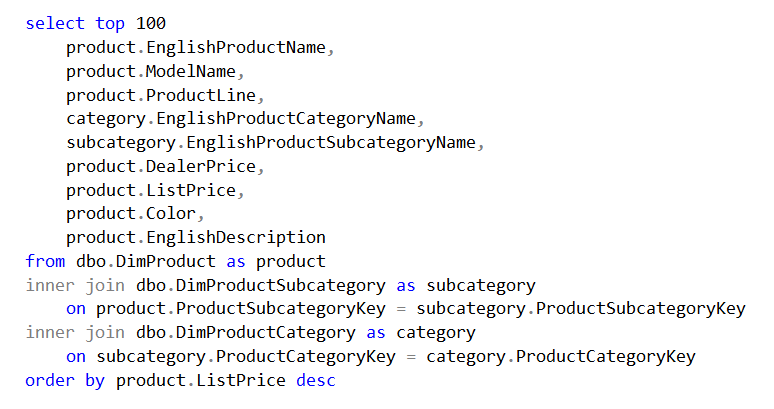 select top 100
    product.EnglishProductName,
    product.ModelName,
    product.ProductLine,
    category.EnglishProductCategoryName,
    subcategory.EnglishProductSubcategoryName,
    product.DealerPrice,
    product.ListPrice,
    product.Color,
    product.EnglishDescription
from dbo.DimProduct as product
inner join dbo.DimProductSubcategory as subcategory
    on product.ProductSubcategoryKey = subcategory.ProductSubcategoryKey
inner join dbo.DimProductCategory as category
    on subcategory.ProductCategoryKey = category.ProductCategoryKey
order by product.ListPrice desc